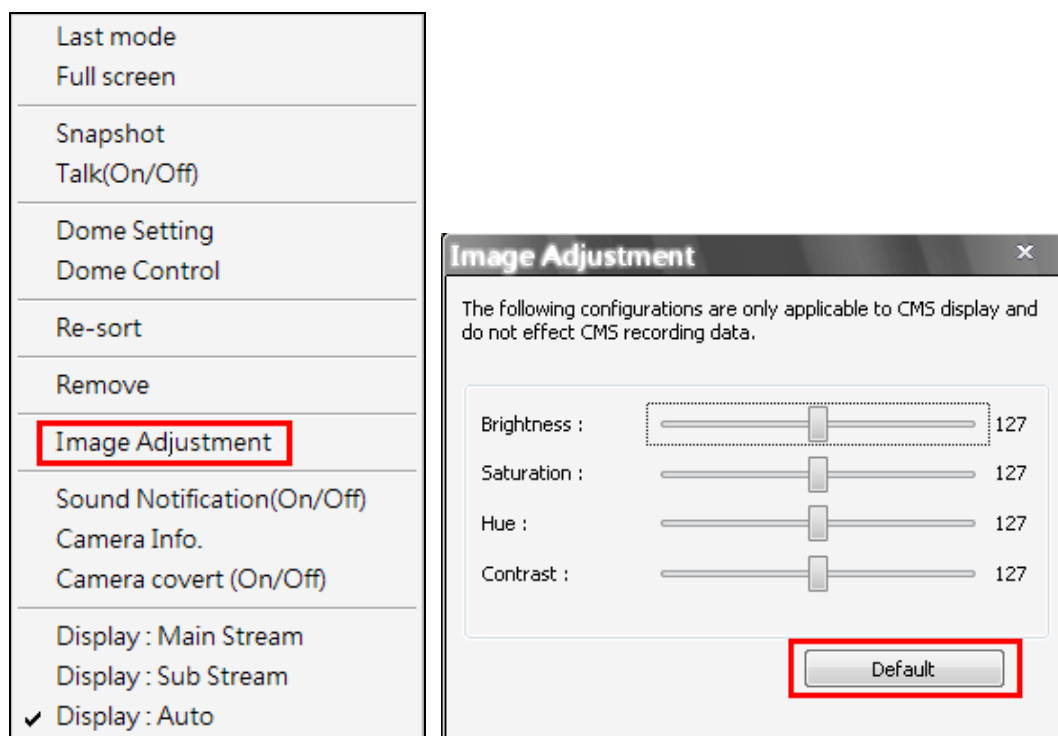 Last mode
Full screen
Snapshot
Talk(On/Off)
Dome Setting
Dome Control
Re-sort
Remove
Image Adjustment
Sound Notification(On/Off)
Camera Info.
Camera covert (On/Off)
Display : Main Stream
Display : Sub Stream
✔ Display : Auto
Image Adjustment
The following configurations are only applicable to CMS display and
do not effect CMS recording data.
Brightness : 127
Saturation : 127
Hue : 127
Contrast : 127
Default